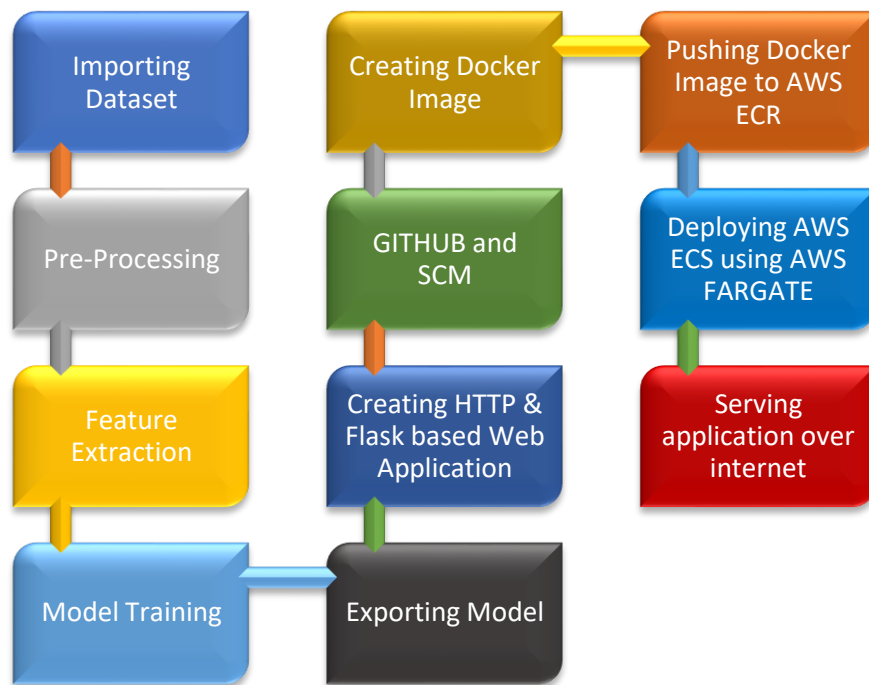 Importing
Dataset
Pre-Processing
Feature
Extraction
Model Training
Exporting Model
Creating HTTP &
Flask based Web
Application
GITHUB and
SCM
Creating Docker
Image
Pushing Docker
Image to AWS
ECR
Deploying AWS
ECS using AWS
FARGATE
Serving
application over
internet